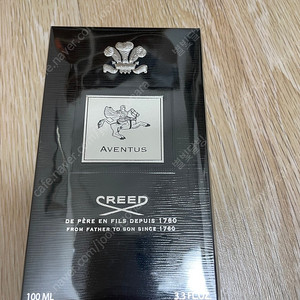 AVENTUS
CREED
DE PÈRE EN FILS DEPUIS 1760
FROM FATHER TO SON SINCE 1760
100 ML 3.3 FL.OZ